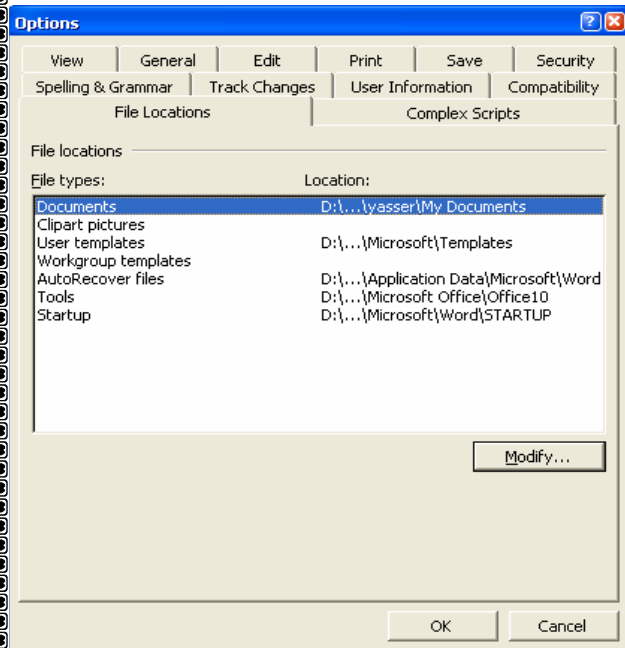 Options
View General Edit Print Save Security
Spelling & Grammar Track Changes User Information Compatibility
File Locations Complex Scripts
File locations
File types: Location:
Documents D:\...\yasser\My Documents
Clipart pictures
User templates D:\...\Microsoft\Templates
Workgroup templates
AutoRecover files D:\...\Application Data\Microsoft\Word
Tools D:\...\Microsoft Office\Office10
Startup D:\...\Microsoft\Word\STARTUP
Modify...
OK Cancel